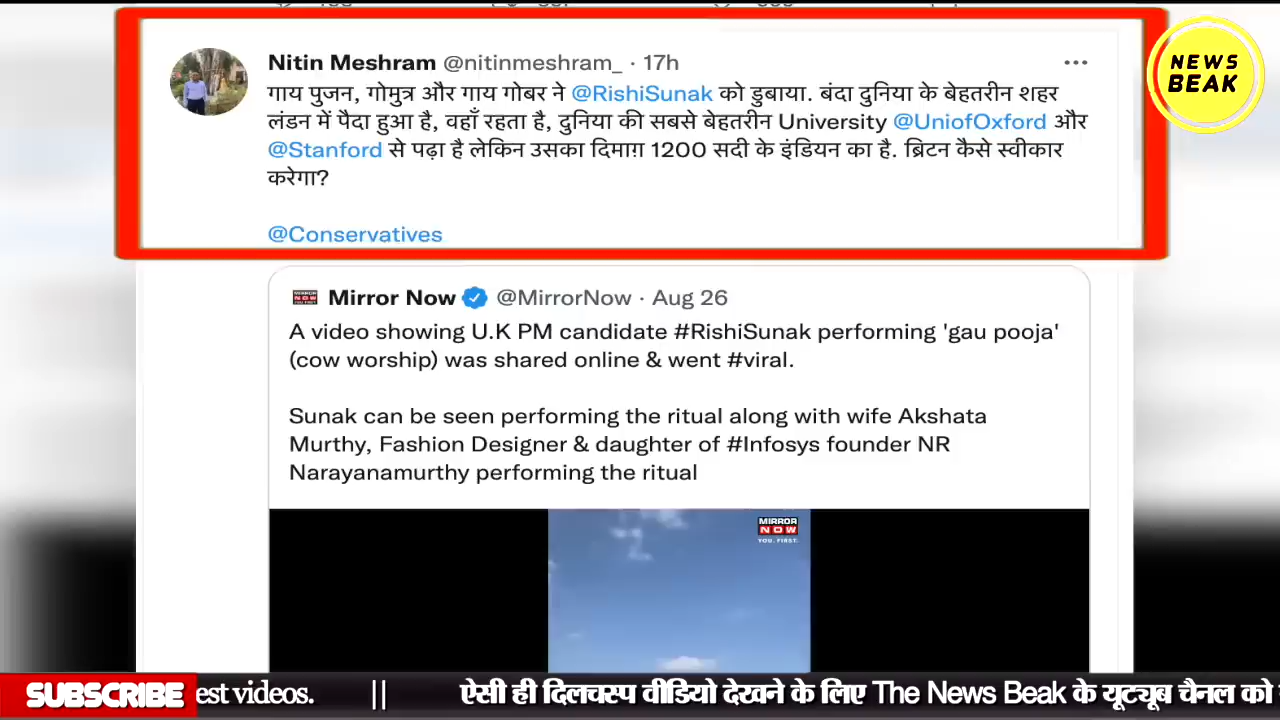 Nitin Meshram @nitinmeshram_ · 17h
गाय पुजन, गोमुत्र और गाय गोबर ने @RishiSunak को डुबाया. बंदा दुनिया के बेहतरीन शहर
लंडन में पैदा हुआ है, वहाँ रहता है, दुनिया की सबसे बेहतरीन University @UniofOxford और
@Stanford से पढ़ा है लेकिन उसका दिमाग़ 1200 सदी के इंडियन का है. ब्रिटन कैसे स्वीकार
करेगा?
@Conservatives
NEWS
BEAK
MIRROR NOW
Mirror Now @MirrorNow · Aug 26
A video showing U.K PM candidate #RishiSunak performing 'gau pooja'
(cow worship) was shared online & went #viral.
Sunak can be seen performing the ritual along with wife Akshata
Murthy, Fashion Designer & daughter of #Infosys founder NR
Narayanamurthy performing the ritual
MIRROR
NOW
YOU. FIRST.
SUBSCRIBE est videos. || ऐसी ही दिलचस्प वीडियो देखने के लिए The News Beak के यूट्यूब चैनल को